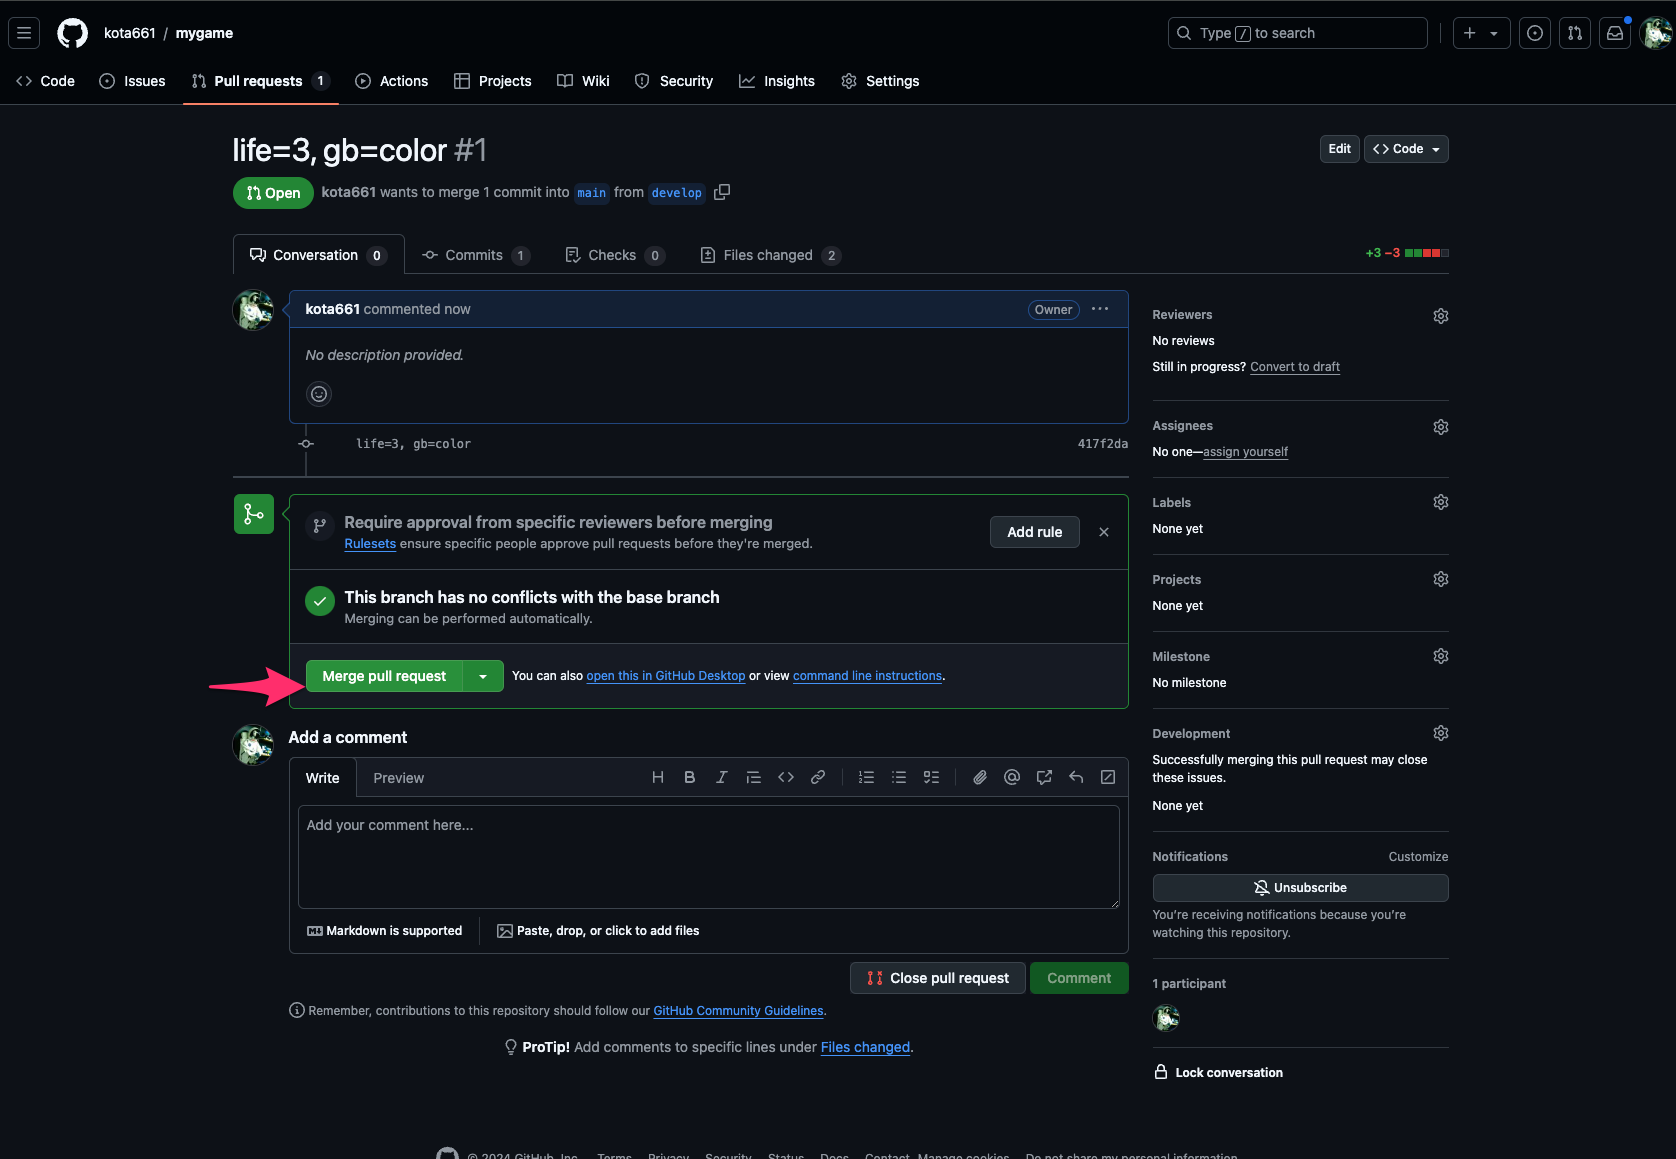 kota661 / mygame
Type / to search
Code Issues Pull requests 1 Actions Projects Wiki Security Insights Settings
life=3, gb=color #1
Edit
Code
Open
kota661 wants to merge 1 commit into main from develop
Conversation 0
Commits 1
Checks 0
Files changed 2
+3 −3
kota661 commented now
Owner
No description provided.
life=3, gb=color
417f2da
Require approval from specific reviewers before merging
Rulesets ensure specific people approve pull requests before they're merged.
Add rule
This branch has no conflicts with the base branch
Merging can be performed automatically.
Merge pull request
You can also open this in GitHub Desktop or view command line instructions.
Add a comment
Write
Preview
H B I
Add your comment here...
Markdown is supported
Paste, drop, or click to add files
Close pull request
Comment
Remember, contributions to this repository should follow our GitHub Community Guidelines.
ProTip! Add comments to specific lines under Files changed.
Reviewers
No reviews
Still in progress? Convert to draft
Assignees
No one—assign yourself
Labels
None yet
Projects
None yet
Milestone
No milestone
Development
Successfully merging this pull request may close
these issues.
None yet
Notifications
Customize
Unsubscribe
You're receiving notifications because you're
watching this repository.
1 participant
Lock conversation
© 2024 GitHub, Inc. Terms Privacy Security Status Docs Contact Manage cookies Do not share my personal information